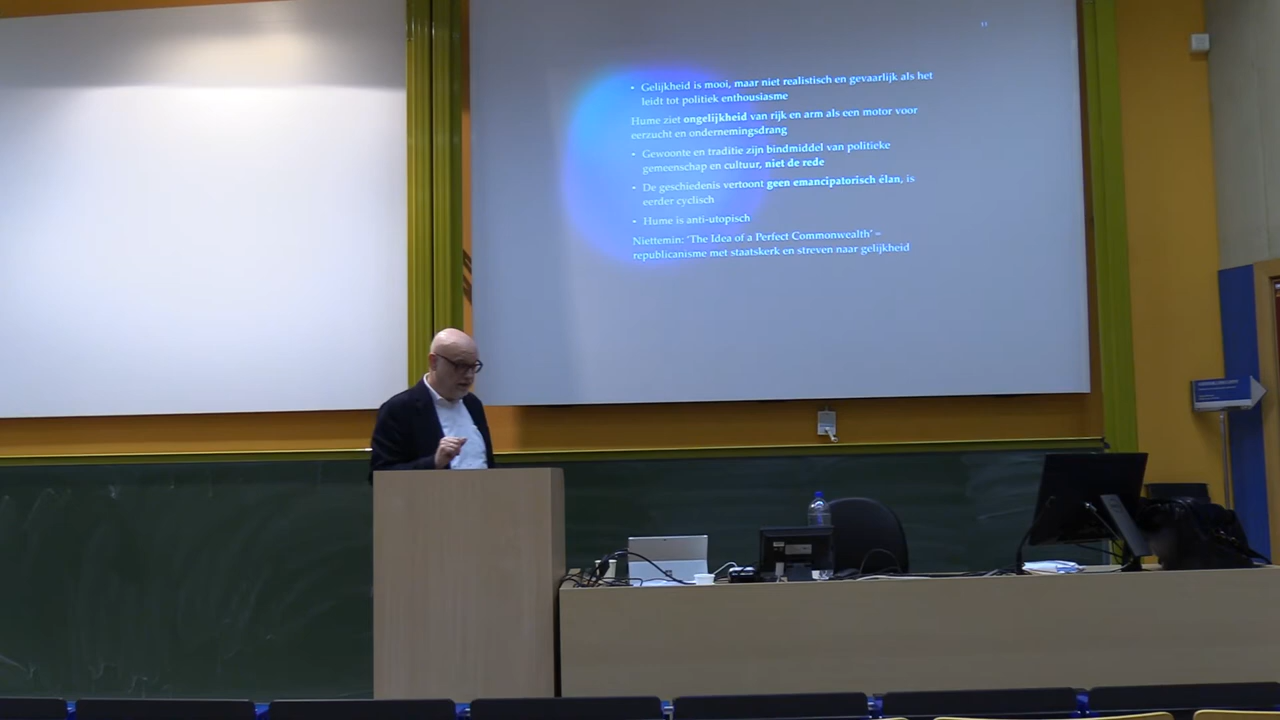 • Gelijkheid is mooi, maar niet realistisch en gevaarlijk als het
leidt tot politiek enthousiasme
Hume ziet ongelijkheid van rijk en arm als een motor voor
eerzucht en ondernemingsdrang
• Gewoonte en traditie zijn bindmiddel van politieke
gemeenschap en cultuur, niet de rede
• De geschiedenis vertoont geen emancipatorisch élan, is
eerder cyclisch
• Hume is anti-utopisch
Niettemin: ‘The Idea of a Perfect Commonwealth’ =
republicanisme met staatskerk en streven naar gelijkheid